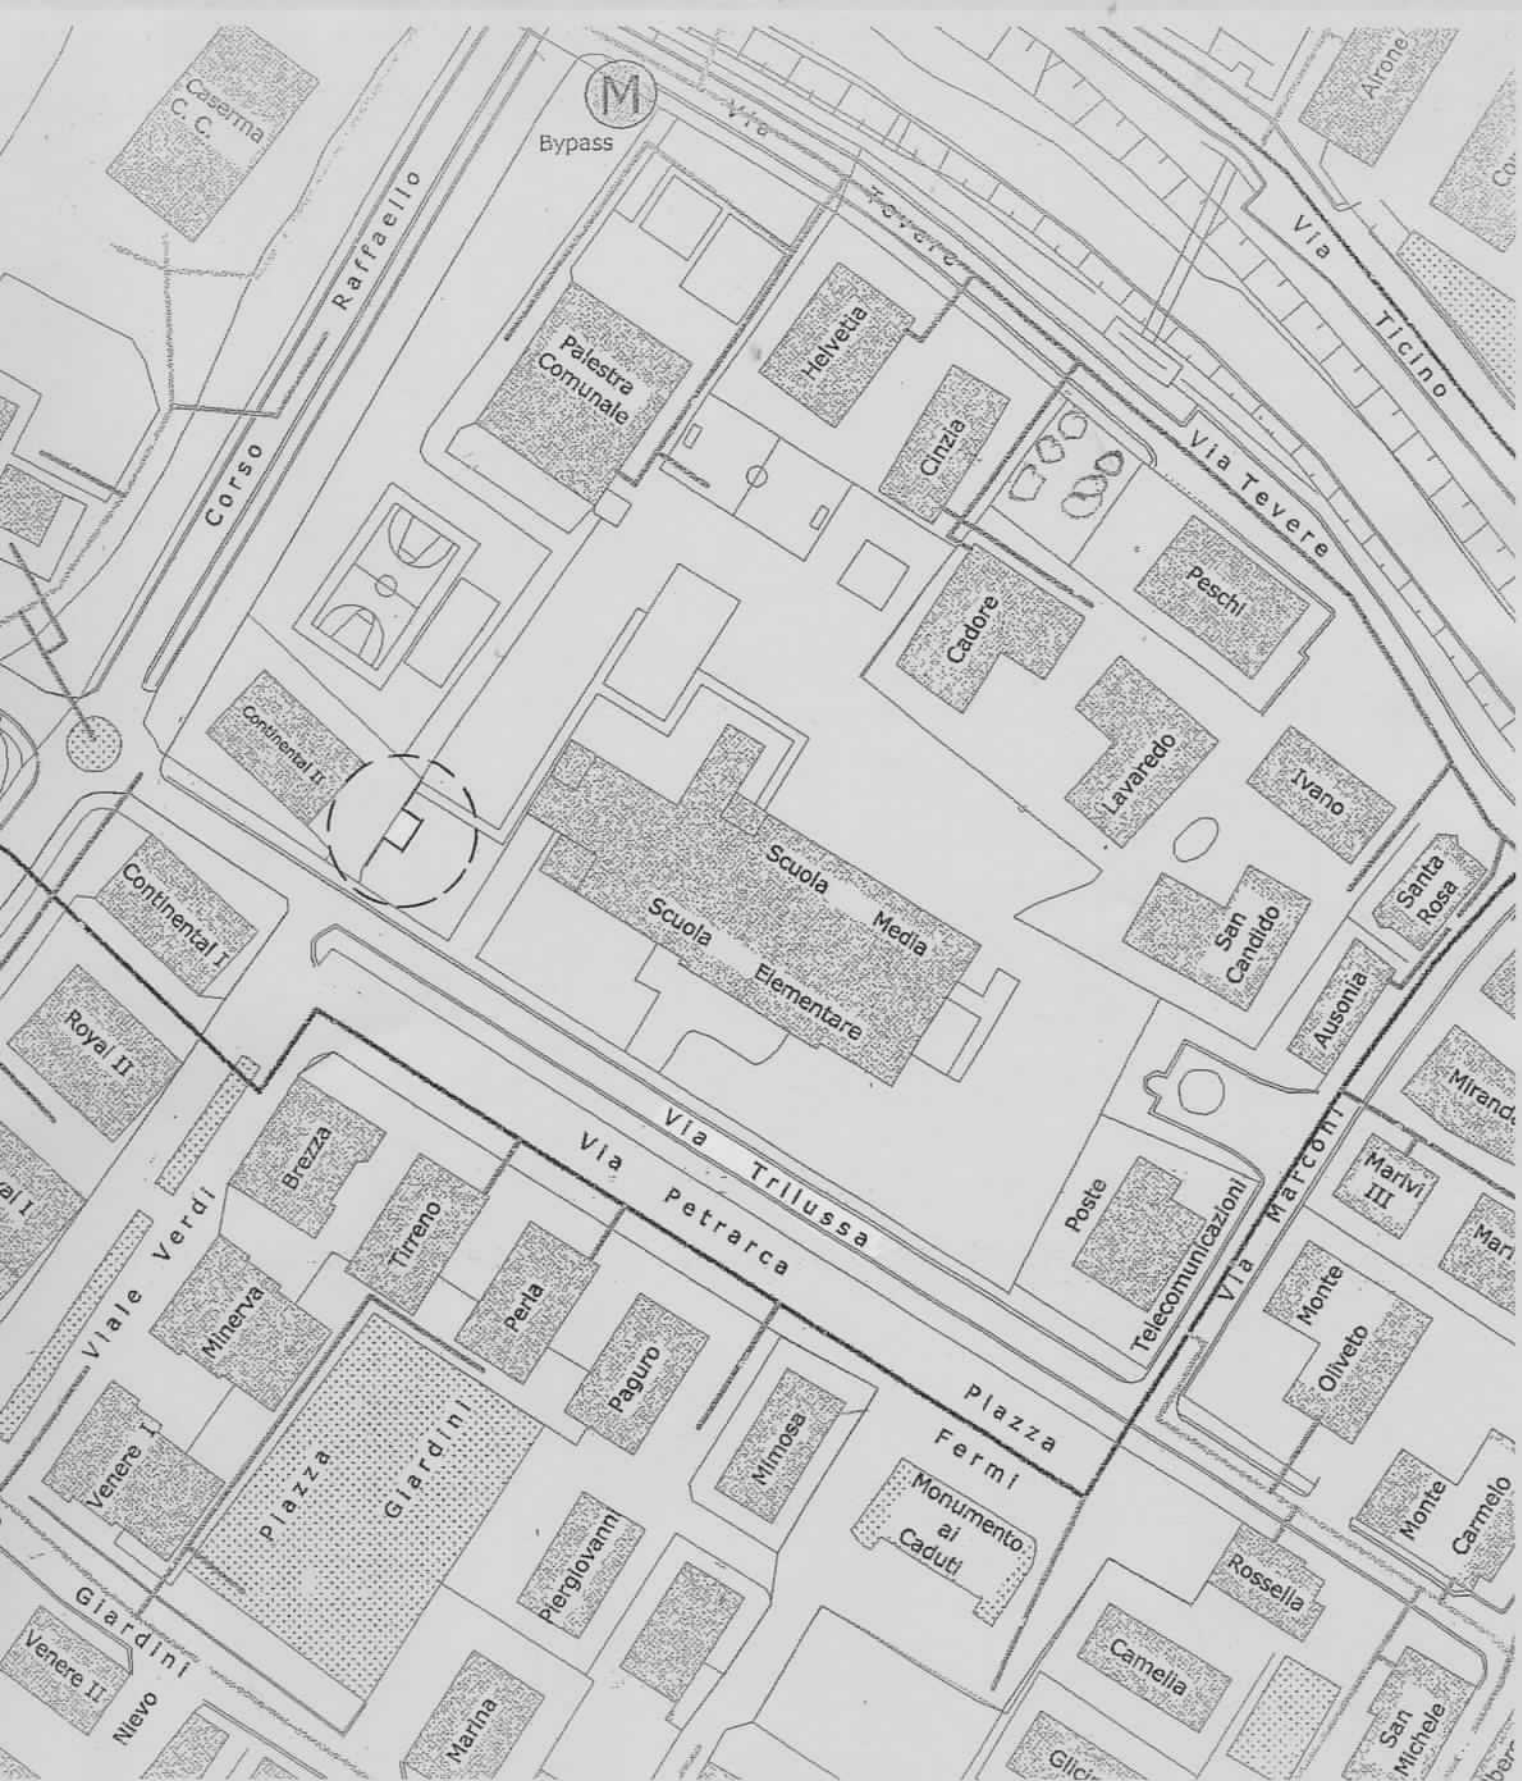 Caserma
C. C.
Corso Raffaello
M
Bypass
Via Tevere
Airone
Via Ticino
Palestra
Comunale
Helvetia
Cinzia
Via Tevere
Cadore
Peschi
Lavaredo
Ivano
Santa
Rosa
San
Candido
Ausonia
Continental II
Continental I
Scuola Media
Scuola Elementare
Royal II
Brezza
Tirreno
Perla
Paguro
Mimosa
Minerva
Venere I
Viale Verdi
Via Trilussa
Via Petrarca
Piazza
Fermi
Poste
Telecomunicazioni
Via Marconi
Marivi
III
Monte
Oliveto
Monte
Carmelo
Piazza
Giardini
Monumento
ai
Caduti
Piergiovanni
Rossella
Camelia
San
Michele
Giardini
Venere II
Nievo
Marina